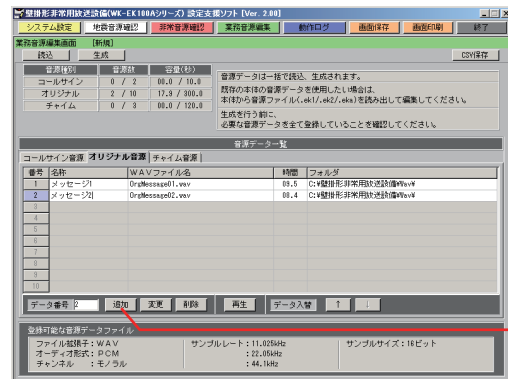 壁掛形非常用放送設備(WK-EK100Aシリーズ) 設定支援ソフト [Ver. 2.00]
システム設定 地震音源確認 非常音源確認 業務音源編集 動作ログ 画面保存 画面印刷 終了
業務音源編集画面 [新規]
読込 生成 CSV保存
音源種別 音源数 容量(秒)
コールサイン 0 / 2 00.0 / 10.0
オリジナル 2 / 10 17.9 / 300.0
チャイム 0 / 3 00.0 / 120.0
音源データは一括で読込、生成されます。
既存の本体の音源データを使用したい場合は、
本体から音源ファイル(.ek1/.ek2/.eka)を読み出して編集してください。
生成を行う前に、
必要な音源データを全て登録していることを確認してください。
音源データ一覧
コールサイン音源 オリジナル音源 チャイム音源
番号 名称 WAVファイル名 時間 フォルダ
1 メッセージ1 OrgMessage01.wav 09.5 C:¥壁掛形非常用放送設備¥Wav¥
2 メッセージ2 OrgMessage02.wav 08.4 C:¥壁掛形非常用放送設備¥Wav¥
3
4
5
6
7
8
9
10
データ番号 2 追加 変更 削除 再生 データ入替 ↑ ↓
登録可能な音源データファイル
ファイル拡張子：WAV サンプルレート：11.025kHz サンプルサイズ：16ビット
オーディオ形式：PCM ：22.05kHz
チャンネル ：モノラル ：44.1kHz